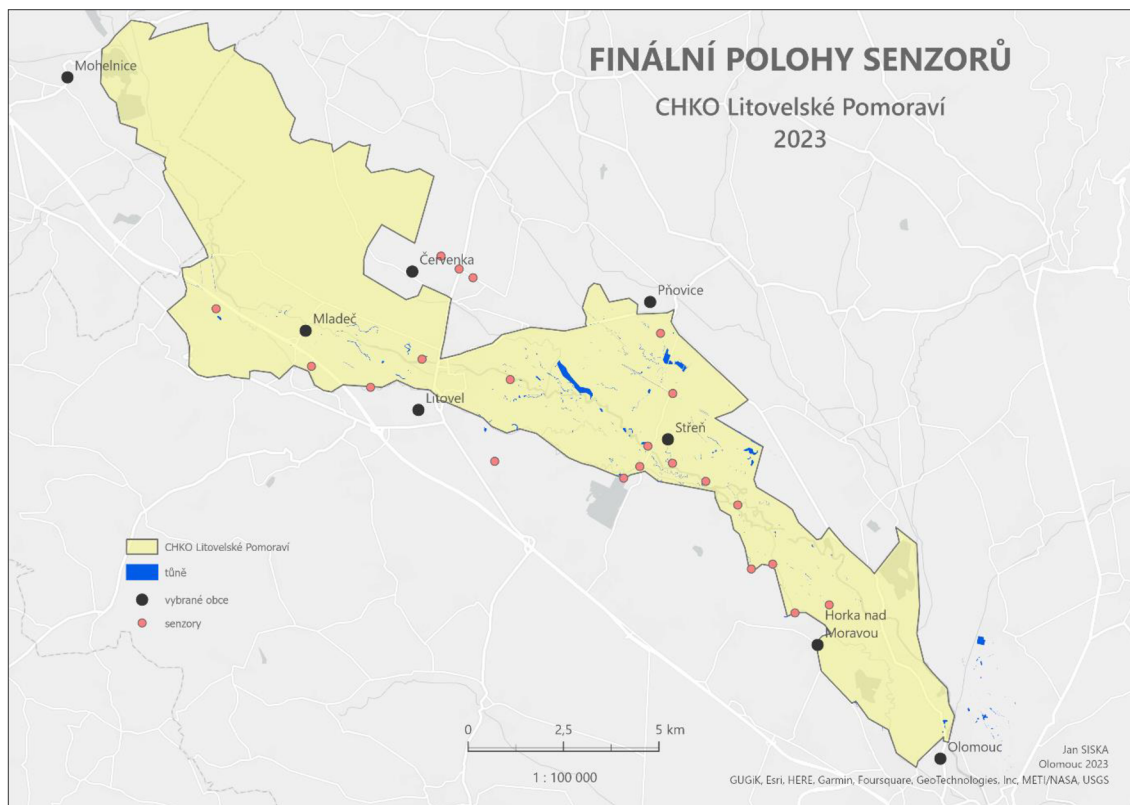 FINÁLNÍ POLOHY SENZORŮ
CHKO Litovelské Pomoraví
2023
Mohelnice
Červenka
Pňovice
Mladeč
Litovel
Střeň
CHKO Litovelské Pomoraví
tůně
vybrané obce
senzory
Horka nad
Moravou
0 2,5 5 km
1 : 100 000
Olomouc
Jan SISKA
Olomouc 2023
GUGiK, Esri, HERE, Garmin, Foursquare, GeoTechnologies, Inc, METI/NASA, USGS